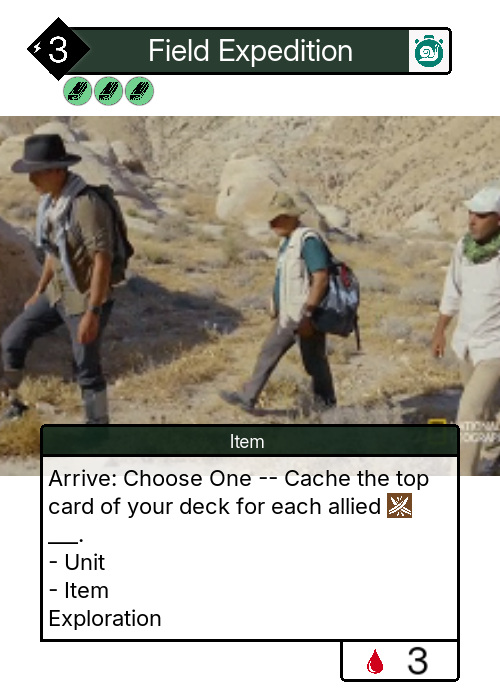 3
Field Expedition
NATIONAL
Item
Arrive: Choose One -- Cache the top
card of your deck for each allied
___.
- Unit
- Item
Exploration
3